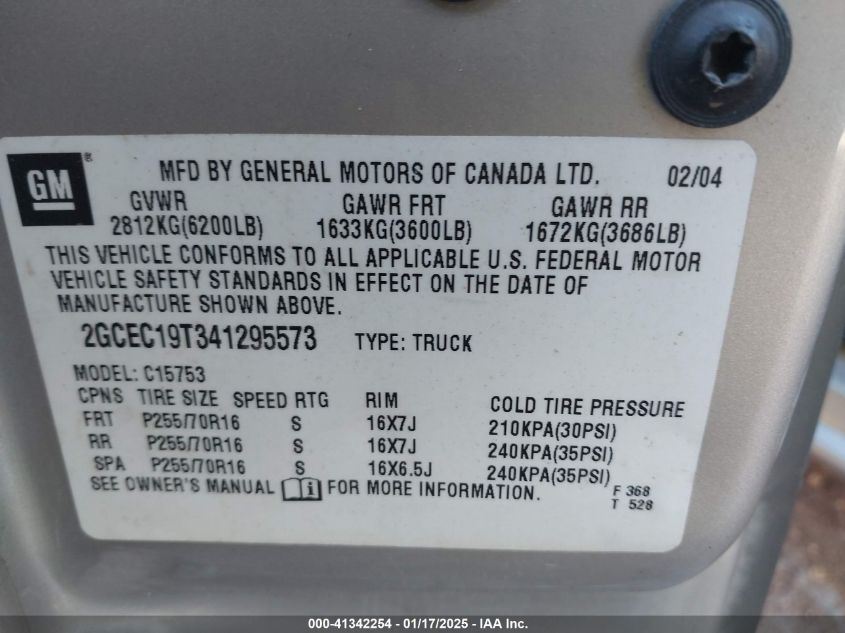 GM ® MFD BY GENERAL MOTORS OF CANADA LTD. 02/04
GVWR GAWR FRT GAWR RR
2812KG(6200LB) 1633KG(3600LB) 1672KG(3686LB)
THIS VEHICLE CONFORMS TO ALL APPLICABLE U.S. FEDERAL MOTOR
VEHICLE SAFETY STANDARDS IN EFFECT ON THE DATE OF
MANUFACTURE SHOWN ABOVE.
2GCEC19T341295573 TYPE: TRUCK
MODEL: C15753
CPNS TIRE SIZE SPEED RTG RIM COLD TIRE PRESSURE
FRT P255/70R16 S 16X7J 210KPA(30PSI)
RR P255/70R16 S 16X7J 240KPA(35PSI)
SPA P255/70R16 S 16X6.5J 240KPA(35PSI)
SEE OWNER'S MANUAL i FOR MORE INFORMATION. F 368
T 528
000-41342254 - 01/17/2025 - IAA Inc.